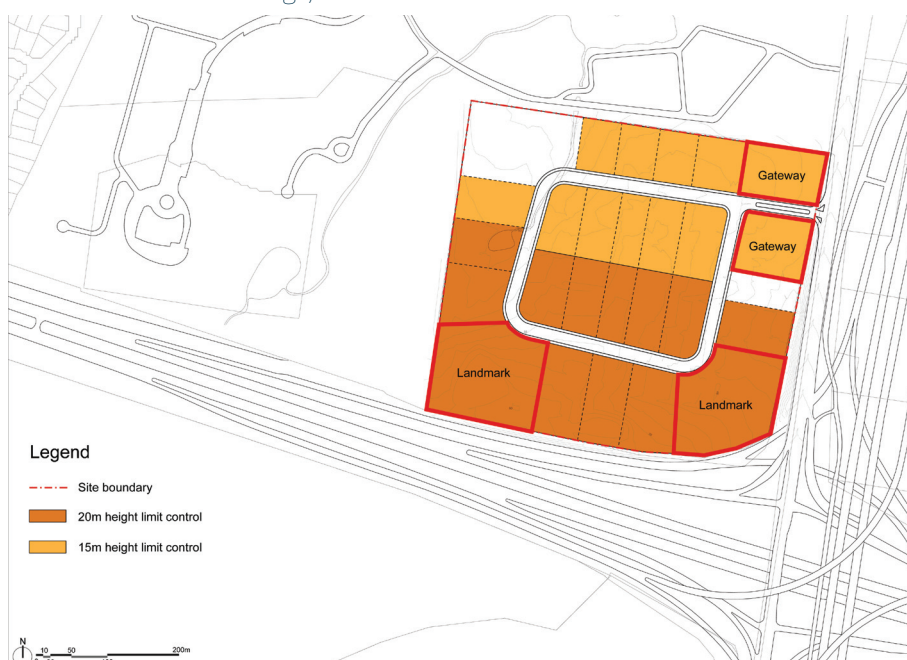 Gateway
Gateway
Landmark
Landmark
Legend
Site boundary
20m height limit control
15m height limit control
N
10 50 200m